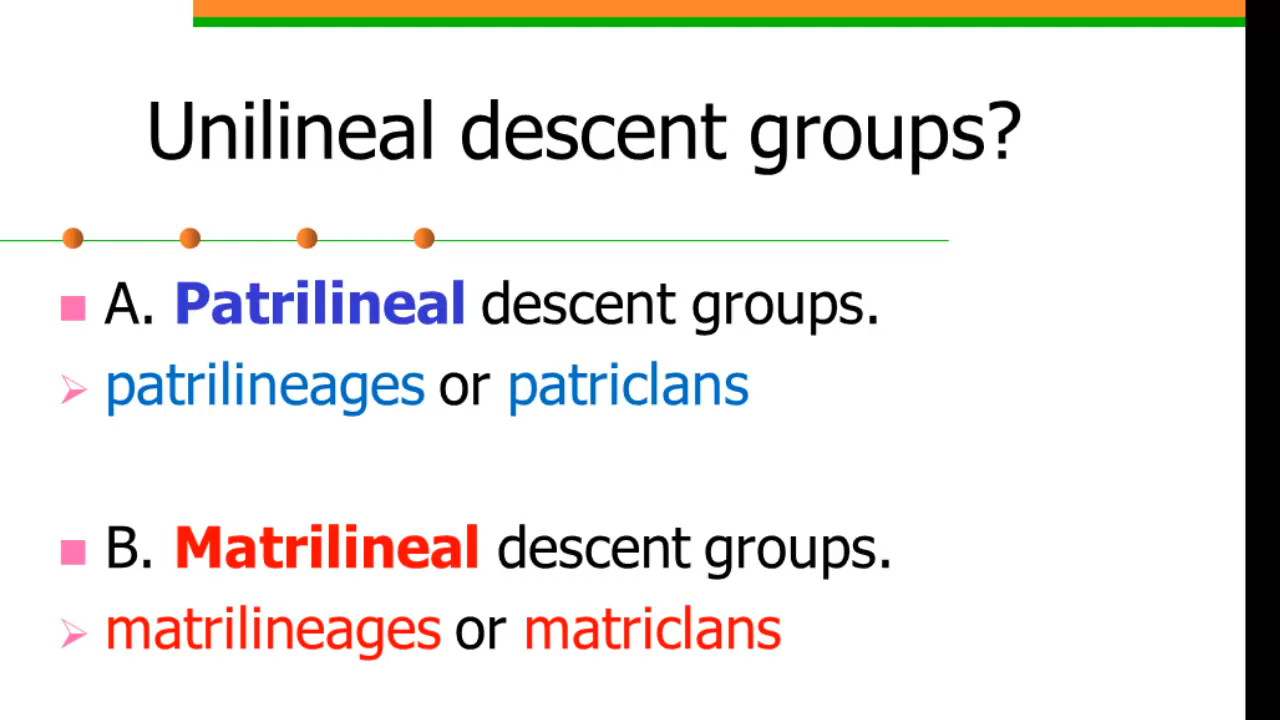 Unilineal descent groups?
A. Patrilineal descent groups.
patrilineages or patriclans
B. Matrilineal descent groups.
matrilineages or matriclans